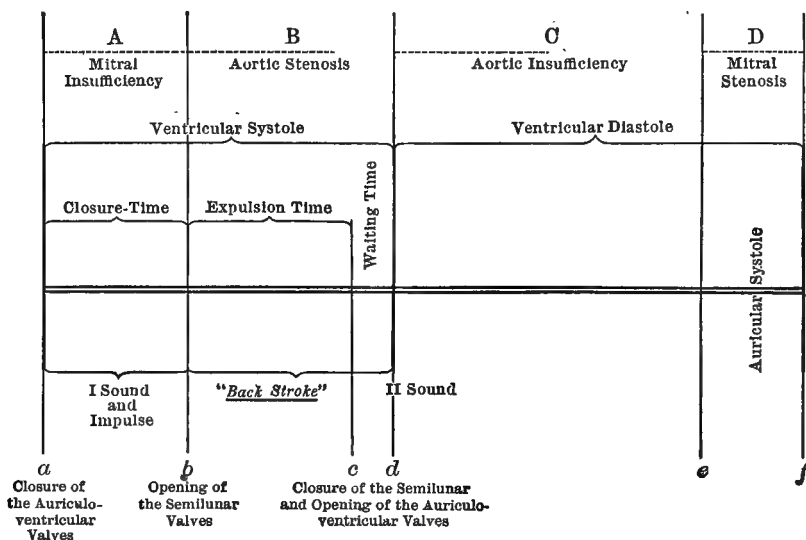 A B C D
Mitral Insufficiency
Aortic Stenosis
Aortic Insufficiency
Mitral Stenosis
Ventricular Systole
Ventricular Diastole
Closure-Time
Expulsion Time
Waiting Time
Auricular Systole
I Sound
and
Impulse
"Back Stroke"
II Sound
a b c d e f
Closure of
the Auriculo-
ventricular
Valves
Opening of
the Semilunar
Valves
Closure of the Semilunar
and Opening of the Auriculo-
ventricular Valves